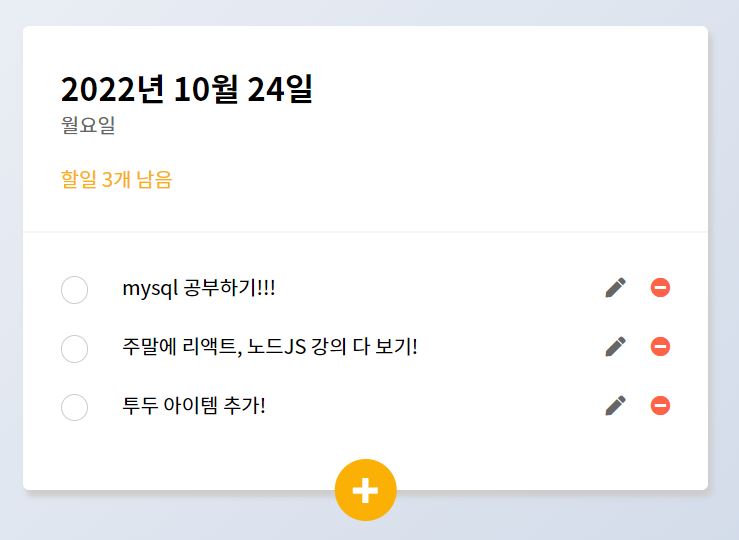 2022년 10월 24일
월요일
할일 3개 남음
mysql 공부하기!!!
주말에 리액트, 노드JS 강의 다 보기!
투두 아이템 추가!